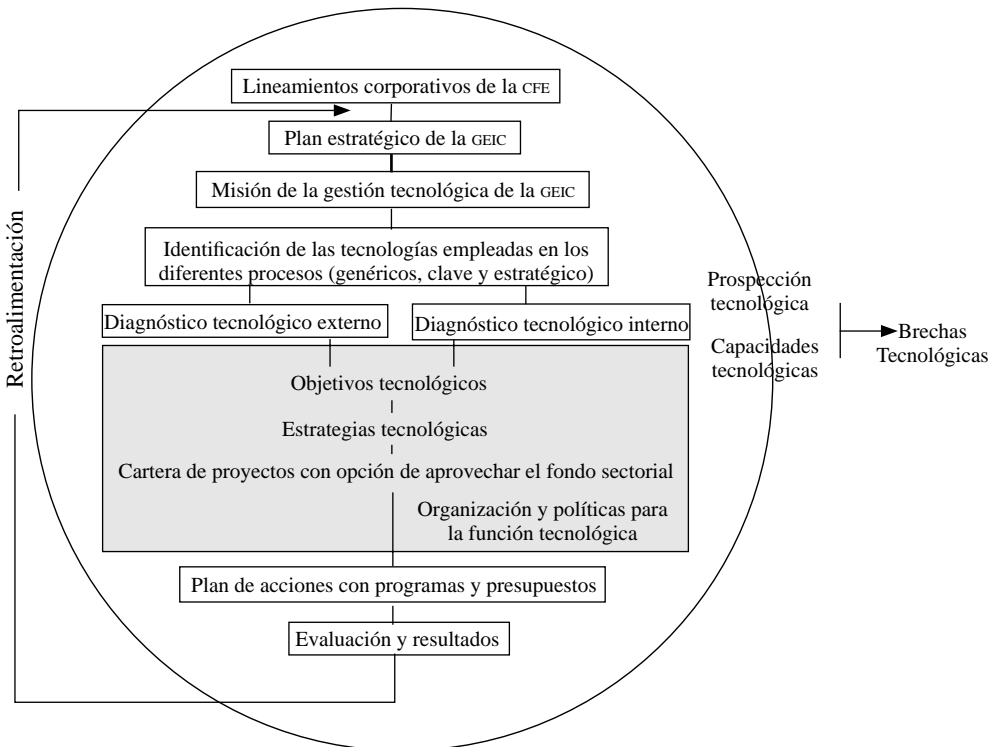 Lineamientos corporativos de la CFE
Plan estratégico de la GEIC
Misión de la gestión tecnológica de la GEIC
Identificación de las tecnologías empleadas en los
diferentes procesos (genéricos, clave y estratégico)
Diagnóstico tecnológico externo
Diagnóstico tecnológico interno
Objetivos tecnológicos
Estrategias tecnológicas
Cartera de proyectos con opción de aprovechar el fondo sectorial
Organización y políticas para
la función tecnológica
Plan de acciones con programas y presupuestos
Evaluación y resultados
Retroalimentación
Prospección
tecnológica
Capacidades
tecnológicas
Brechas
Tecnológicas